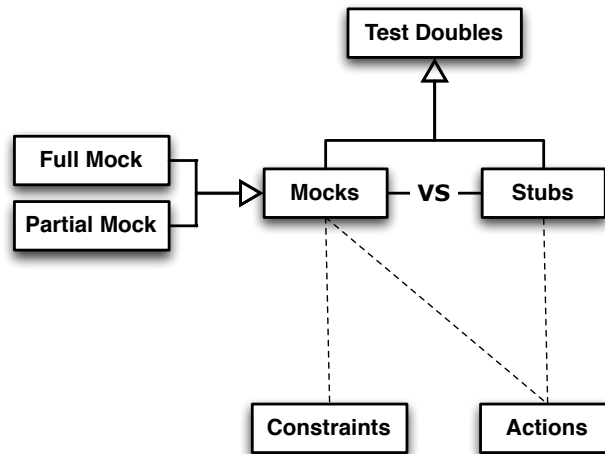 Test Doubles
Full Mock
Mocks
VS
Stubs
Partial Mock
Constraints
Actions